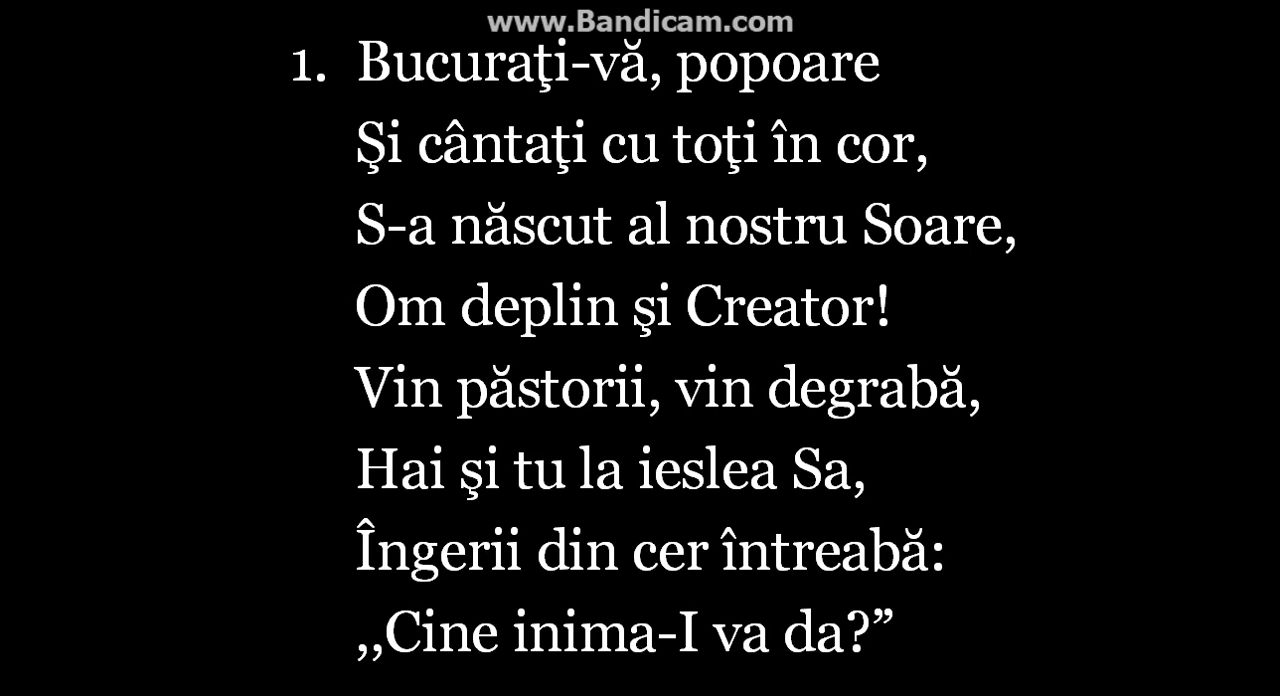 www.Bandicam.com
1. Bucuraţi-vă, popoare
Şi cântaţi cu toţi în cor,
S-a născut al nostru Soare,
Om deplin şi Creator!
Vin păstorii, vin degrabă,
Hai şi tu la ieslea Sa,
Îngerii din cer întreabă:
,,Cine inima-I va da?”